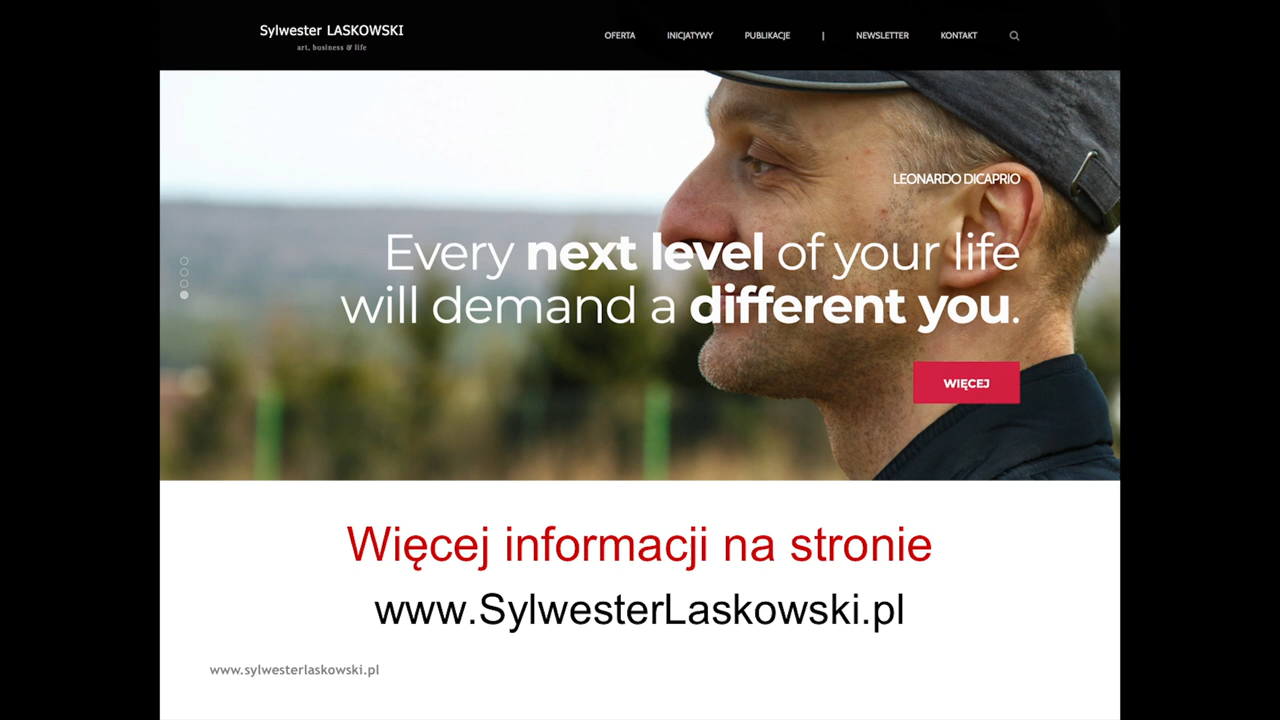 Sylwester LASKOWSKI
art, business & life
OFERTA INICJATYWY PUBLIKACJE | NEWSLETTER KONTAKT
LEONARDO DICAPRIO
Every next level of your life
will demand a different you.
WIĘCEJ
Więcej informacji na stronie
www.SylwesterLaskowski.pl
www.sylwesterlaskowski.pl